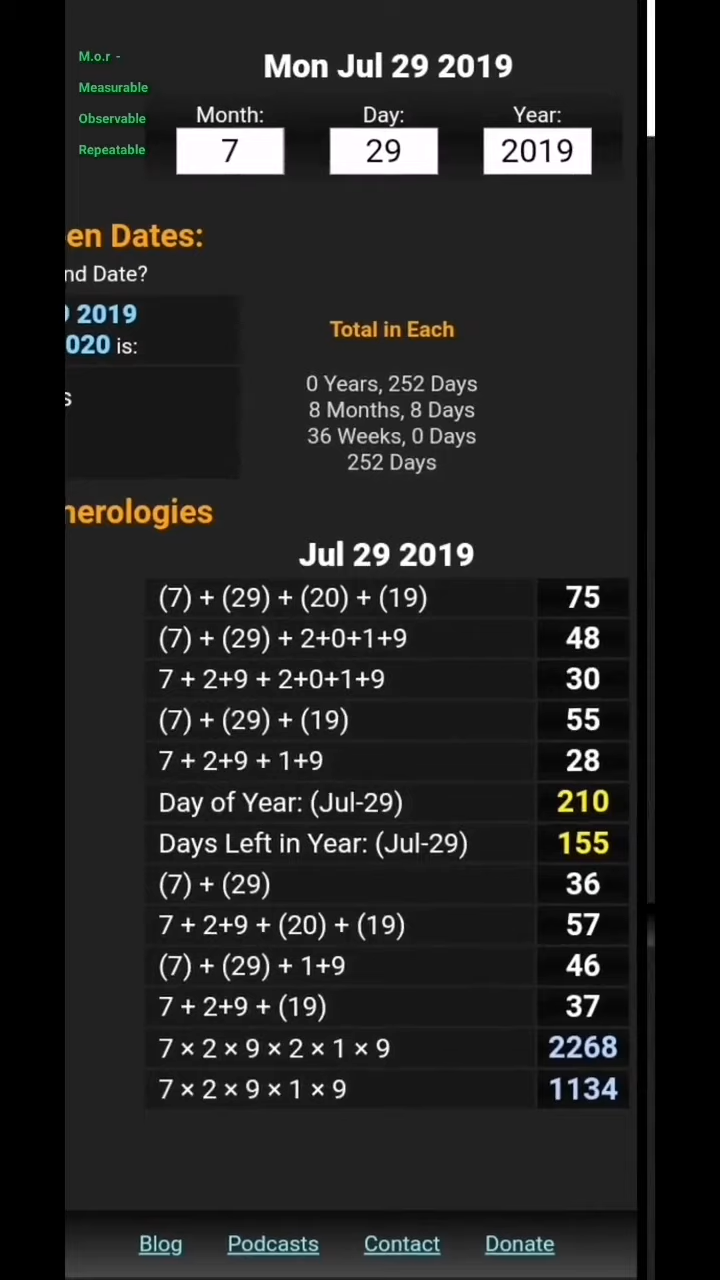 M.o.r -
Measurable
Observable
Repeatable
Mon Jul 29 2019
Month: Day: Year:
7 29 2019
en Dates:
nd Date?
2019
020 is:
s
Total in Each
0 Years, 252 Days
8 Months, 8 Days
36 Weeks, 0 Days
252 Days
nerologies
Jul 29 2019
(7) + (29) + (20) + (19) 75
(7) + (29) + 2+0+1+9 48
7 + 2+9 + 2+0+1+9 30
(7) + (29) + (19) 55
7 + 2+9 + 1+9 28
Day of Year: (Jul-29) 210
Days Left in Year: (Jul-29) 155
(7) + (29) 36
7 + 2+9 + (20) + (19) 57
(7) + (29) + 1+9 46
7 + 2+9 + (19) 37
7 × 2 × 9 × 2 × 1 × 9 2268
7 × 2 × 9 × 1 × 9 1134
Blog Podcasts Contact Donate